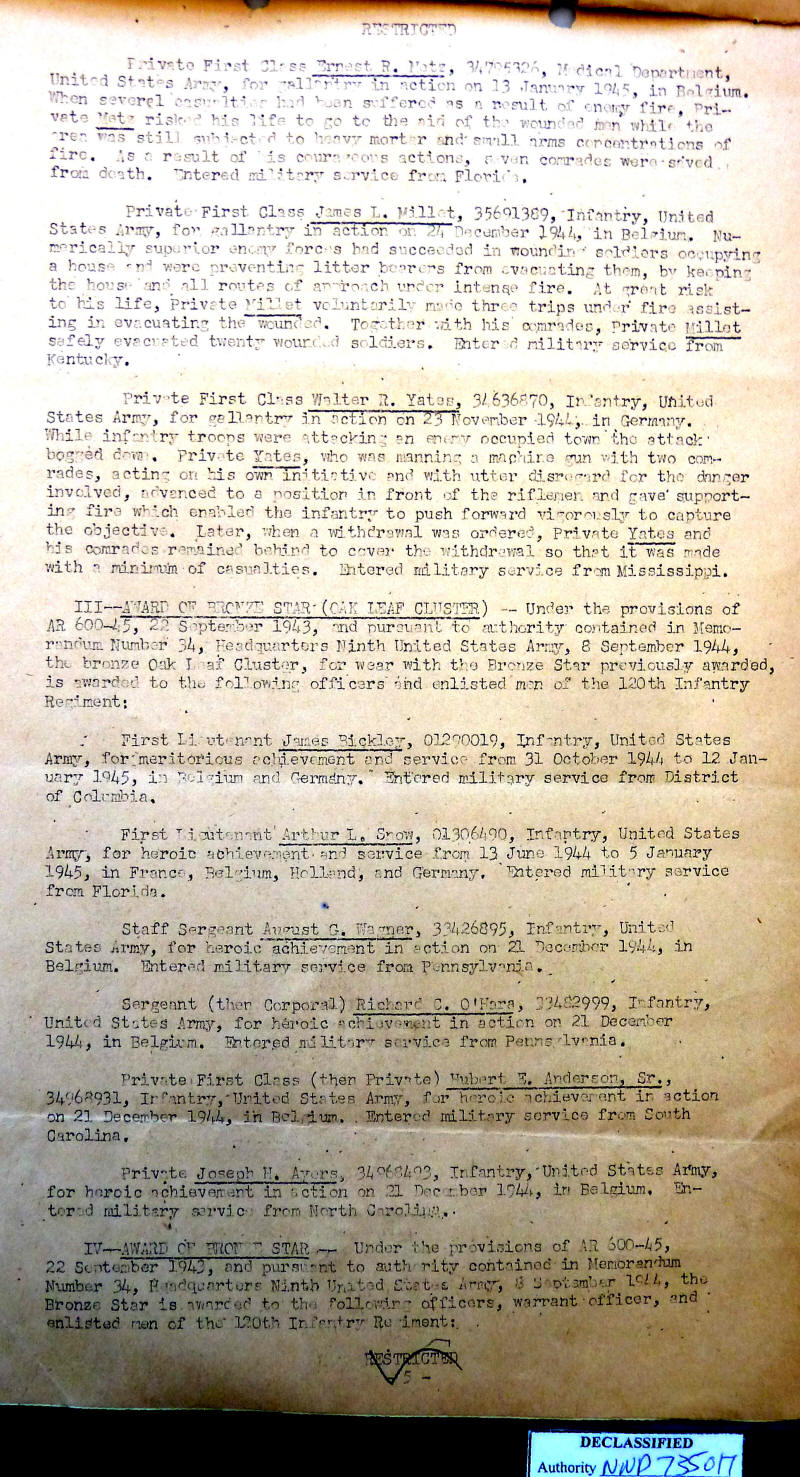 RESTRICTED
Private First Class Ernest R. 34795326, Medical Department,
United States Army, for gallantry in action on 13 January 1945, in Belgium.
When several casualties had been suffered as a result of enemy fire, Pri-
vate risked his life to go to the aid of the wounded men while the
area was still subjected to heavy mortar and small arms concentrations of
fire. As a result of his courageous actions, seven comrades were saved
from death. Entered military service from Florida.
Private First Class James L. Millet, 35691389, Infantry, United
States Army, for gallantry in action on 24 December 1944, in Belgium. Nu-
merically superior enemy forces had succeeded in wounding soldiers occupying
a house and were preventing litter bearers from evacuating them, by keeping
the house and all routes of approach under intense fire. At great risk
to his life, Private Millet voluntarily made three trips under fire assist-
ing in evacuating the wounded. Together with his comrades, Private Millet
safely evacuated twenty wounded soldiers. Entered military service from
Kentucky.
Private First Class Walter R. Yates, 34636870, Infantry, United
States Army, for gallantry in action on 23 November 1944, in Germany.
While infantry troops were attacking an enemy occupied town the attack
bogged down. Private Yates, who was manning a machine gun with two com-
rades, acting on his own initiative and with utter disregard for the danger
involved, advanced to a position in front of the riflemen and gave support-
ing fire which enabled the infantry to push forward vigorously to capture
the objective. Later, when a withdrawal was ordered, Private Yates and
his comrades remained behind to cover the withdrawal so that it was made
with a minimum of casualties. Entered military service from Mississippi.
III--AWARD OF BRONZE STAR (OAK LEAF CLUSTER) -- Under the provisions of
AR 600-45, 22 September 1943, and pursuant to authority contained in Memo-
randum Number 34, Headquarters Ninth United States Army, 8 September 1944,
the bronze Oak Leaf Cluster, for wear with the Bronze Star previously awarded,
is awarded to the following officers and enlisted men of the 120th Infantry
Regiment:
First Lieutenant James Bickley, 01290019, Infantry, United States
Army, for meritorious achievement and service from 31 October 1944 to 12 Jan-
uary 1945, in Belgium and Germany. Entered military service from District
of Columbia.
First Lieutenant Arthur L. Snow, 01306490, Infantry, United States
Army, for heroic achievement and service from 13 June 1944 to 5 January
1945, in France, Belgium, Holland, and Germany. Entered military service
from Florida.
Staff Sergeant August G. Wagner, 33426895, Infantry, United
States Army, for heroic achievement in action on 21 December 1944, in
Belgium. Entered military service from Pennsylvania.
Sergeant (then Corporal) Richard C. O'Hara, 33482999, Infantry,
United States Army, for heroic achievement in action on 21 December
1944, in Belgium. Entered military service from Pennsylvania.
Private First Class (then Private) Hubert E. Anderson, Sr.,
34968931, Infantry, United States Army, for heroic achievement in action
on 21 December 1944, in Belgium. Entered military service from South
Carolina.
Private Joseph H. Ayers, Infantry, United States Army,
for heroic achievement in action on 21 December 1944, in Belgium. En-
tered military service from North Carolina.
IV--AWARD OF BRONZE STAR -- Under the provisions of AR 600-45,
22 September 1943, and pursuant to authority contained in Memorandum
Number 34, Headquarters Ninth United States Army, 8 September 1944, the
Bronze Star is awarded to the following officers, warrant officer, and
enlisted men of the 120th Infantry Regiment:
RESTRICTED
- 5 -
DECLASSIFIED
Authority NND 735017